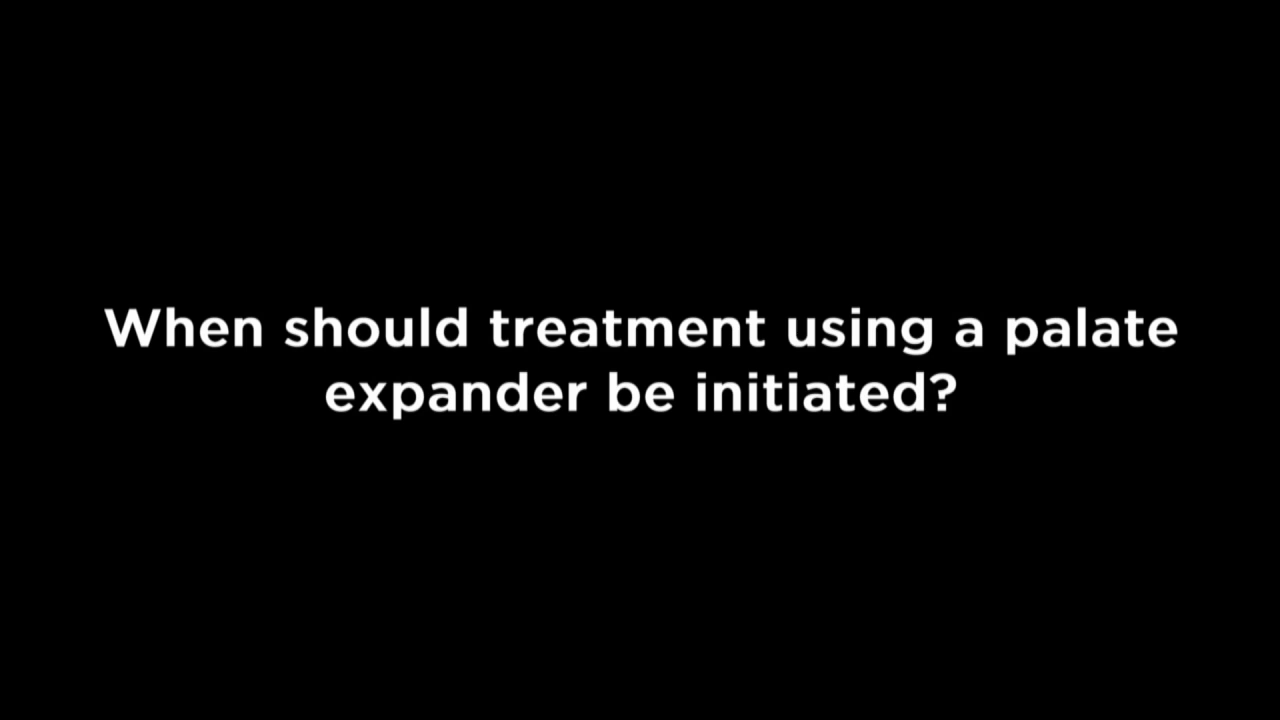 When should treatment using a palate
expander be initiated?